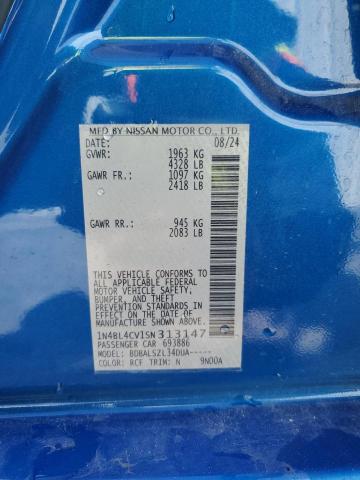 MFD BY NISSAN MOTOR CO., LTD.
DATE: 08/24
GVWR: 1963 KG
4328 LB
GAWR FR.: 1097 KG
2418 LB
GAWR RR.: 945 KG
2083 LB
THIS VEHICLE CONFORMS TO
ALL APPLICABLE FEDERAL
MOTOR VEHICLE SAFETY,
BUMPER, AND THEFT
PREVENTION STANDARDS IN
EFFECT ON THE DATE OF
MANUFACTURE SHOWN ABOVE.
1N4BL4CV1SN313147
PASSENGER CAR 693886
MODEL: BDBALSZL34DUA-----
COLOR: RCF TRIM: N 9N00A